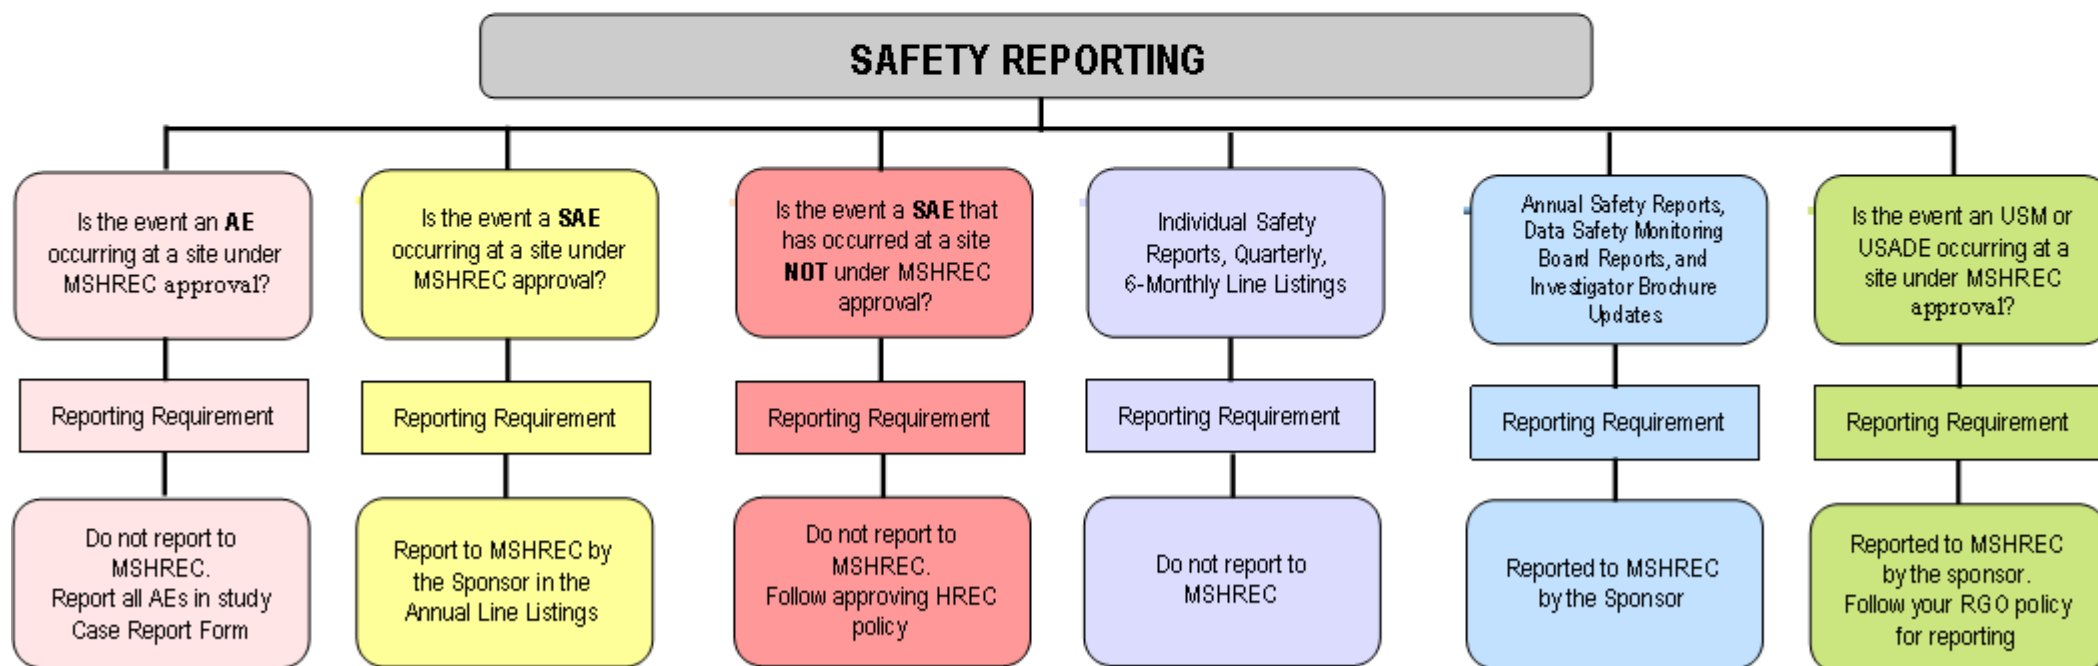 SAFETY REPORTING
Is the event an AE
occurring at a site under
MSHREC approval?
Reporting Requirement
Do not report to
MSHREC.
Report all AEs in study
Case Report Form
Is the event a SAE
occurring at a site under
MSHREC approval?
Reporting Requirement
Report to MSHREC by
the Sponsor in the
Annual Line Listings
Is the event a SAE that
has occurred at a site
NOT under MSHREC
approval?
Reporting Requirement
Do not report to
MSHREC.
Follow approving HREC
policy
Individual Safety
Reports, Quarterly,
6-Monthly Line Listings
Reporting Requirement
Do not report to
MSHREC
Annual Safety Reports,
Data Safety Monitoring
Board Reports, and
Investigator Brochure
Updates
Reporting Requirement
Reported to MSHREC
by the Sponsor
Is the event an USM or
USADE occurring at a
site under MSHREC
approval?
Reporting Requirement
Reported to MSHREC
by the sponsor.
Follow your RGO policy
for reporting